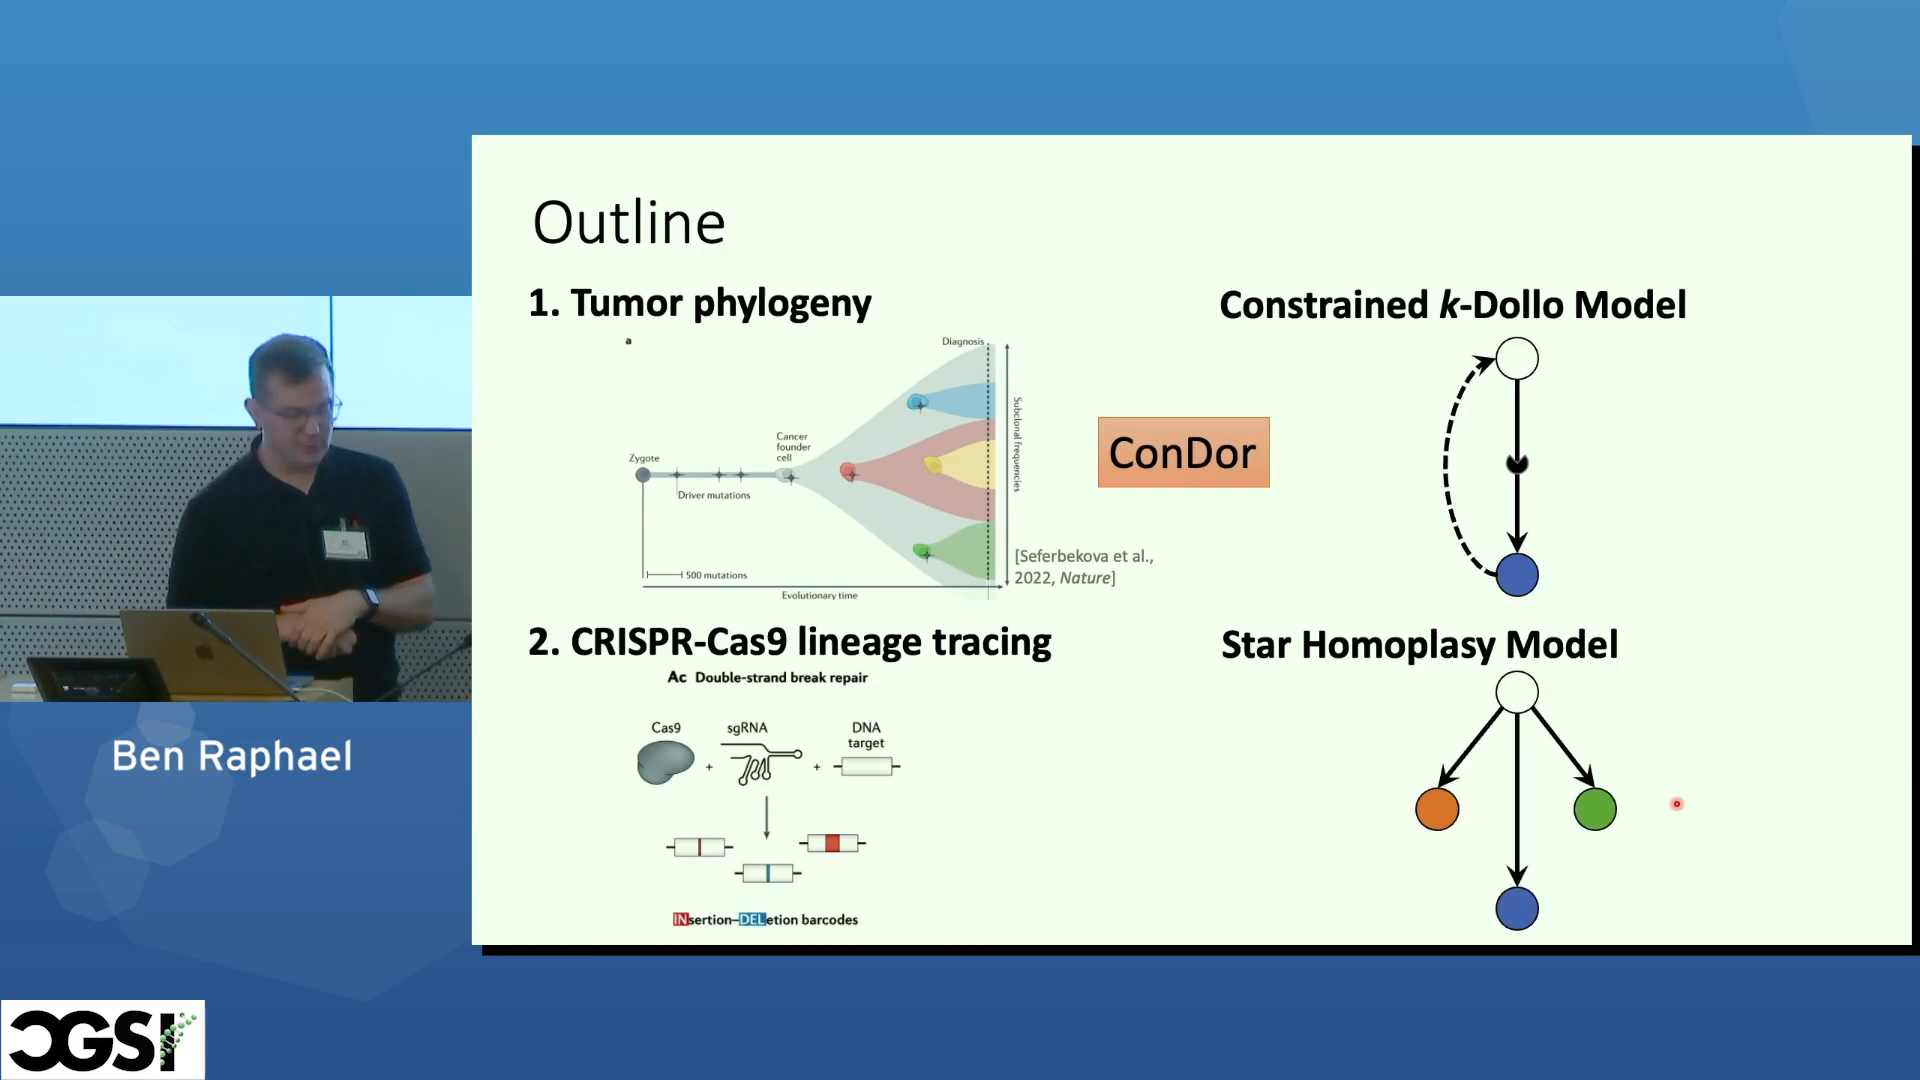 Outline
1. Tumor phylogeny
Constrained k-Dollo Model
a
Diagnosis
Cancer
founder
cell
Zygote
Driver mutations
Subclonal frequencies
ConDor
[Seferbekova et al.,
2022, Nature]
500 mutations
Evolutionary time
2. CRISPR-Cas9 lineage tracing
Star Homoplasy Model
Ac Double-strand break repair
Cas9
sgRNA
DNA
target
+
+
INsertion–DELetion barcodes
Ben Raphael
CGSI